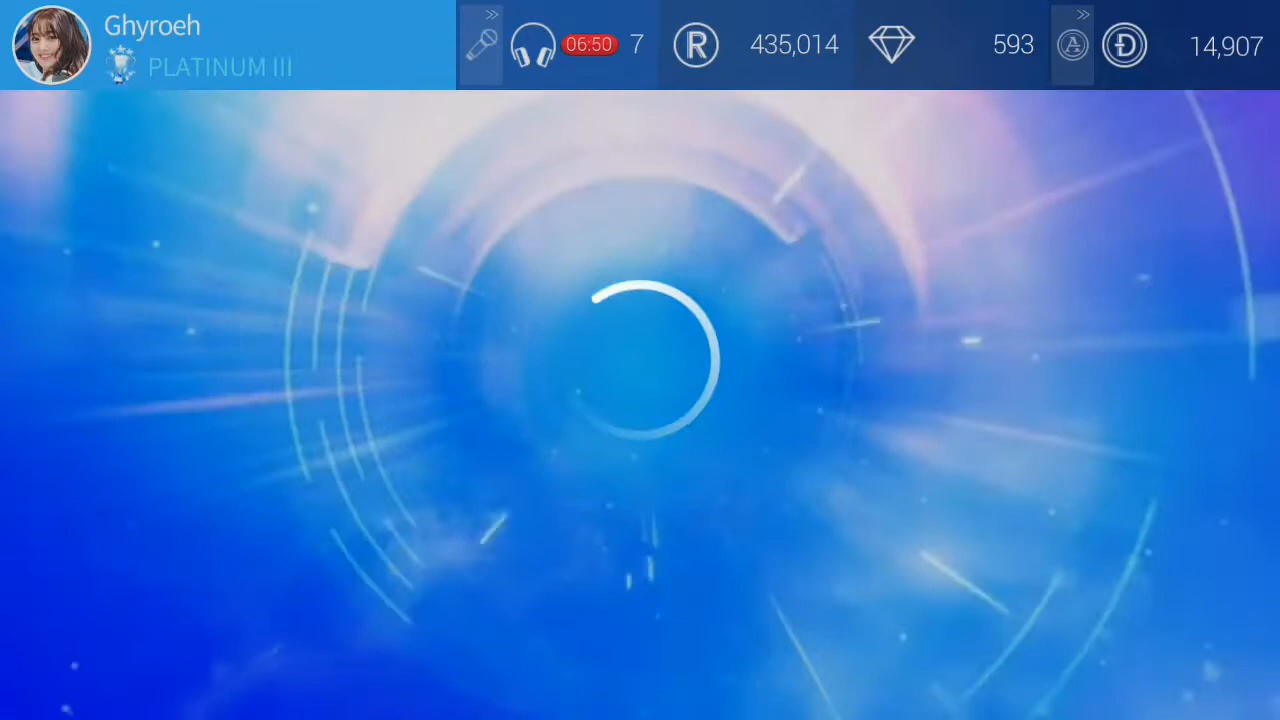 Ghyroeh
PLATINUM III
06:50 7
R 435,014
593
A
D 14,907